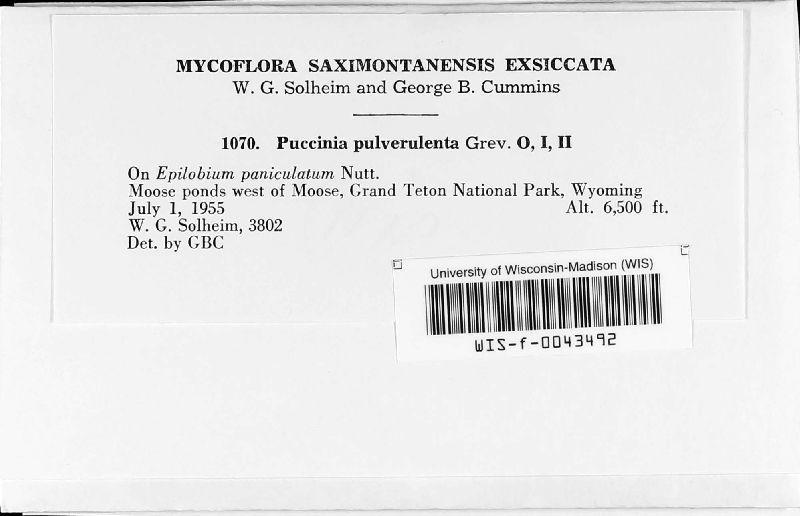 MYCOFLORA SAXIMONTANENSIS EXSICCATA
W. G. Solheim and George B. Cummins
1070. Puccinia pulverulenta Grev. O, I, II
On Epilobium paniculatum Nutt.
Moose ponds west of Moose, Grand Teton National Park, Wyoming
July 1, 1955 Alt. 6,500 ft.
W. G. Solheim, 3802
Det. by GBC
University of Wisconsin-Madison (WIS)
WIS-f-0043492